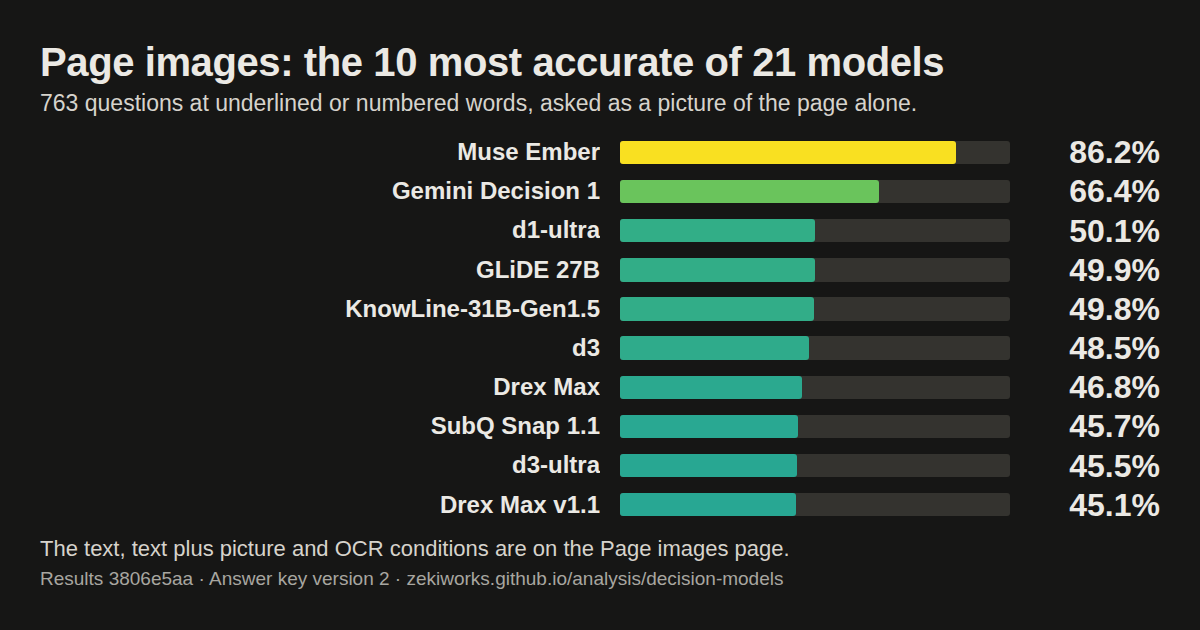 Page images: the 10 most accurate of 21 models
763 questions at underlined or numbered words, asked as a picture of the page alone.
Muse Ember 86.2%
Gemini Decision 1 66.4%
d1-ultra 50.1%
GLiDE 27B 49.9%
KnowLine-31B-Gen1.5 49.8%
d3 48.5%
Drex Max 46.8%
SubQ Snap 1.1 45.7%
d3-ultra 45.5%
Drex Max v1.1 45.1%
The text, text plus picture and OCR conditions are on the Page images page.
Results 3806e5aa · Answer key version 2 · zekiworks.github.io/analysis/decision-models